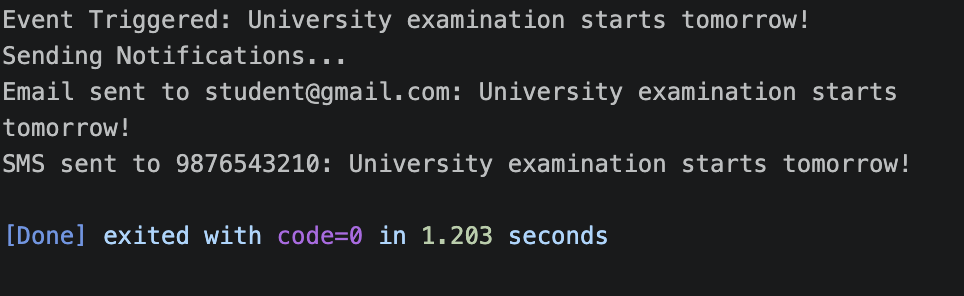 Event Triggered: University examination starts tomorrow!
Sending Notifications...
Email sent to student@gmail.com: University examination starts
tomorrow!
SMS sent to 9876543210: University examination starts tomorrow!
[Done] exited with code=0 in 1.203 seconds